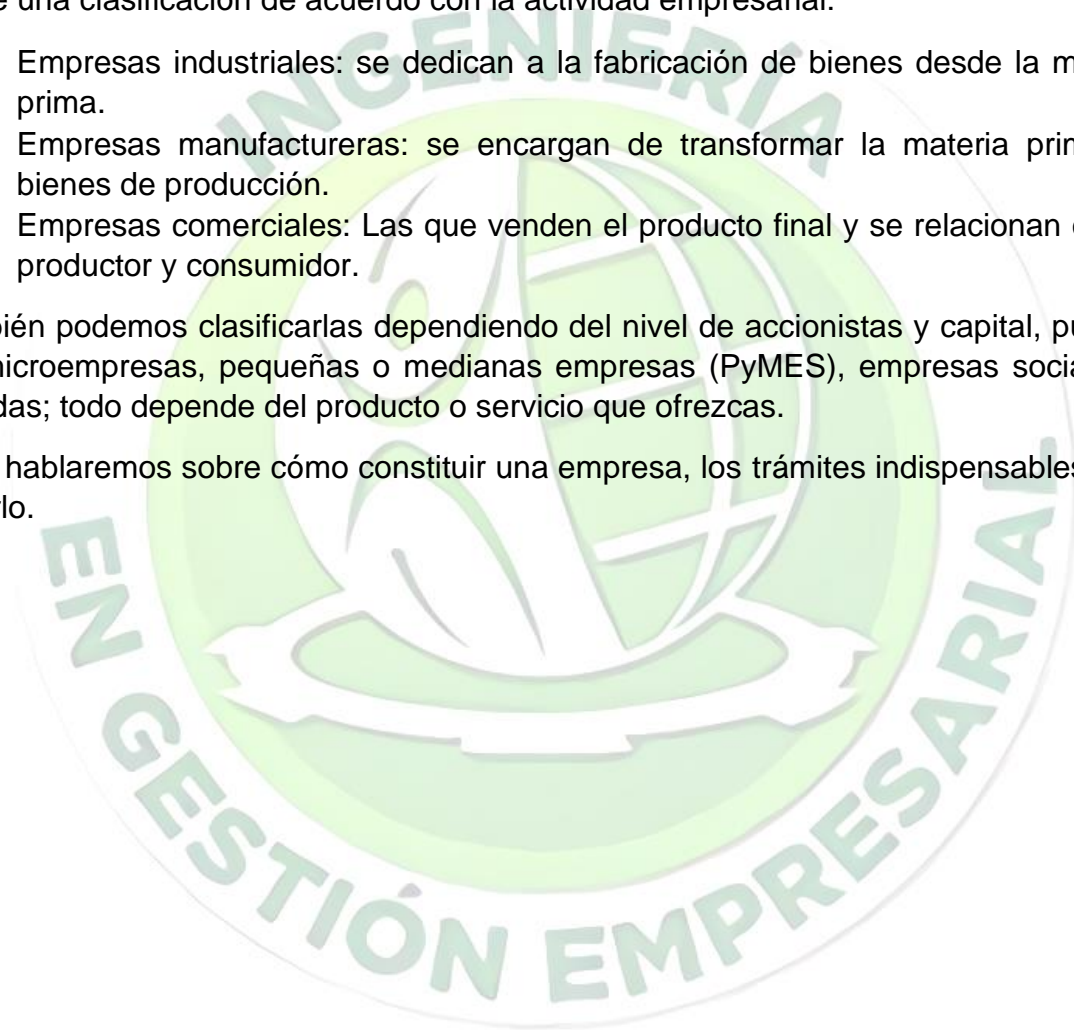 una clasificación de acuerdo con la actividad empresarial.
Empresas industriales: se dedican a la fabricación de bienes desde la m
prima.
Empresas manufactureras: se encargan de transformar la materia prim
bienes de producción.
Empresas comerciales: Las que venden el producto final y se relacionan
productor y consumidor.
bién podemos clasificarlas dependiendo del nivel de accionistas y capital, pu
microempresas, pequeñas o medianas empresas (PyMES), empresas socia
das; todo depende del producto o servicio que ofrezcas.
hablaremos sobre cómo constituir una empresa, los trámites indispensables
rlo.
INGENIERÍA
EN GESTIÓN EMPRESARIAL